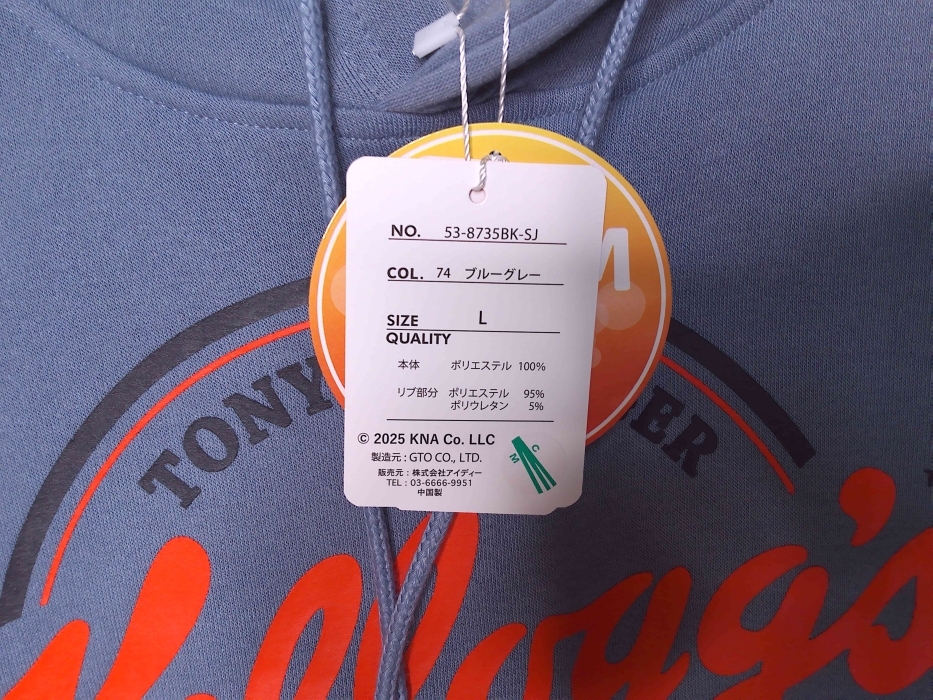 NO. 53-8735BK-SJ
COL. 74 ブルーグレー
SIZE L
QUALITY
本体 ポリエステル 100%
リブ部分 ポリエステル 95%
ポリウレタン 5%
© 2025 KNA Co. LLC
製造元 : GTO CO., LTD.
販売元 : 株式会社アイディー
TEL : 03-6666-9951
中国製
MC
M
TONY
ER
Kellogg's